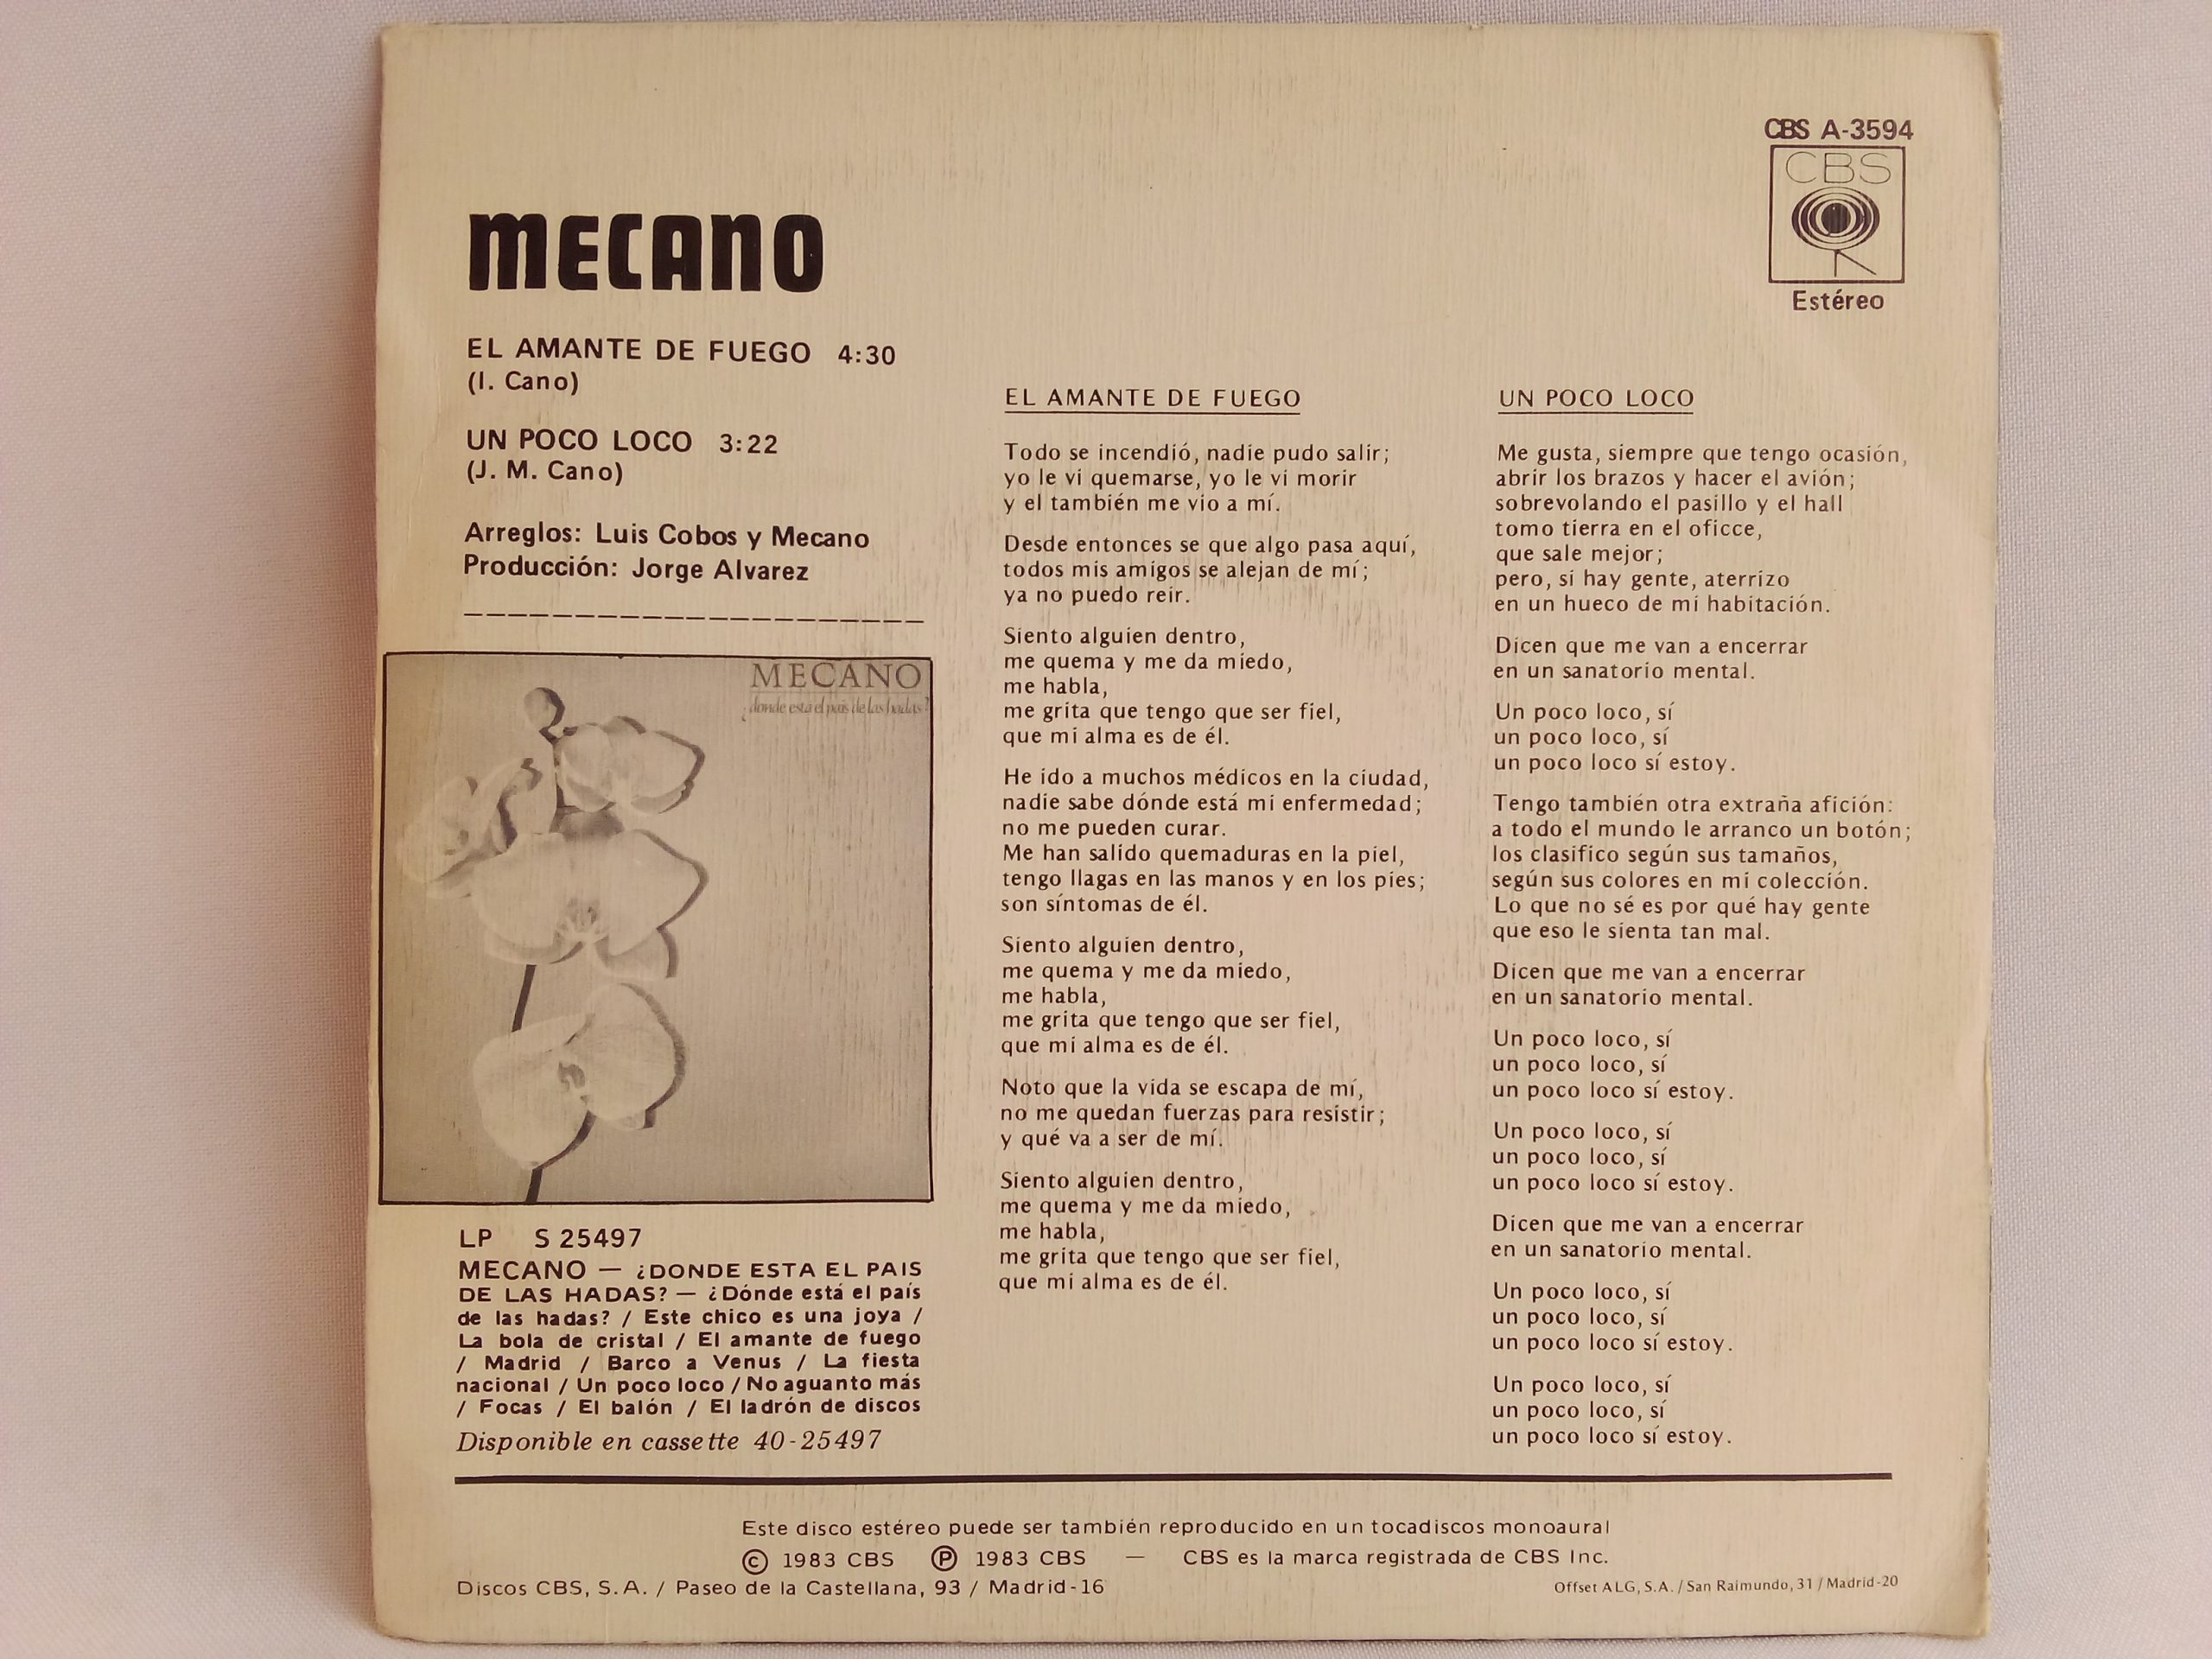 CBS A-3594
CBS
Estéreo
MECANO
EL AMANTE DE FUEGO 4:30
(I. Cano)
UN POCO LOCO 3:22
(J. M. Cano)
Arreglos: Luis Cobos y Mecano
Producción: Jorge Alvarez
MECANO
¿donde esta el pais de las hadas?
LP S 25497
MECANO — ¿DONDE ESTA EL PAIS
DE LAS HADAS? — ¿Dónde está el país
de las hadas? / Este chico es una joya /
La bola de cristal / El amante de fuego
/ Madrid / Barco a Venus / La fiesta
nacional / Un poco loco / No aguanto más
/ Focas / El balón / El ladrón de discos
Disponible en cassette 40-25497
EL AMANTE DE FUEGO
Todo se incendió, nadie pudo salir;
yo le vi quemarse, yo le vi morir
y el también me vio a mí.
Desde entonces se que algo pasa aquí,
todos mis amigos se alejan de mí;
ya no puedo reir.
Siento alguien dentro,
me quema y me da miedo,
me habla,
me grita que tengo que ser fiel,
que mi alma es de él.
He ido a muchos médicos en la ciudad,
nadie sabe dónde está mi enfermedad;
no me pueden curar.
Me han salido quemaduras en la piel,
tengo llagas en las manos y en los pies;
son síntomas de él.
Siento alguien dentro,
me quema y me da miedo,
me habla,
me grita que tengo que ser fiel,
que mi alma es de él.
Noto que la vida se escapa de mí,
no me quedan fuerzas para resistir;
y qué va a ser de mí.
Siento alguien dentro,
me quema y me da miedo,
me habla,
me grita que tengo que ser fiel,
que mi alma es de él.
UN POCO LOCO
Me gusta, siempre que tengo ocasión,
abrir los brazos y hacer el avión;
sobrevolando el pasillo y el hall
tomo tierra en el oficce,
que sale mejor;
pero, si hay gente, aterrizo
en un hueco de mi habitación.
Dicen que me van a encerrar
en un sanatorio mental.
Un poco loco, sí
un poco loco, sí
un poco loco sí estoy.
Tengo también otra extraña afición:
a todo el mundo le arranco un botón;
los clasifico según sus tamaños,
según sus colores en mi colección.
Lo que no sé es por qué hay gente
que eso le sienta tan mal.
Dicen que me van a encerrar
en un sanatorio mental.
Un poco loco, sí
un poco loco, sí
un poco loco sí estoy.
Un poco loco, sí
un poco loco, sí
un poco loco sí estoy.
Dicen que me van a encerrar
en un sanatorio mental.
Un poco loco, sí
un poco loco, sí
un poco loco sí estoy.
Un poco loco, sí
un poco loco, sí
un poco loco sí estoy.
Este disco estéreo puede ser también reproducido en un tocadiscos monoaural
© 1983 CBS ℗ 1983 CBS — CBS es la marca registrada de CBS Inc.
Discos CBS, S.A. / Paseo de la Castellana, 93 / Madrid-16
Offset ALG, S.A. / San Raimundo, 31 / Madrid-20